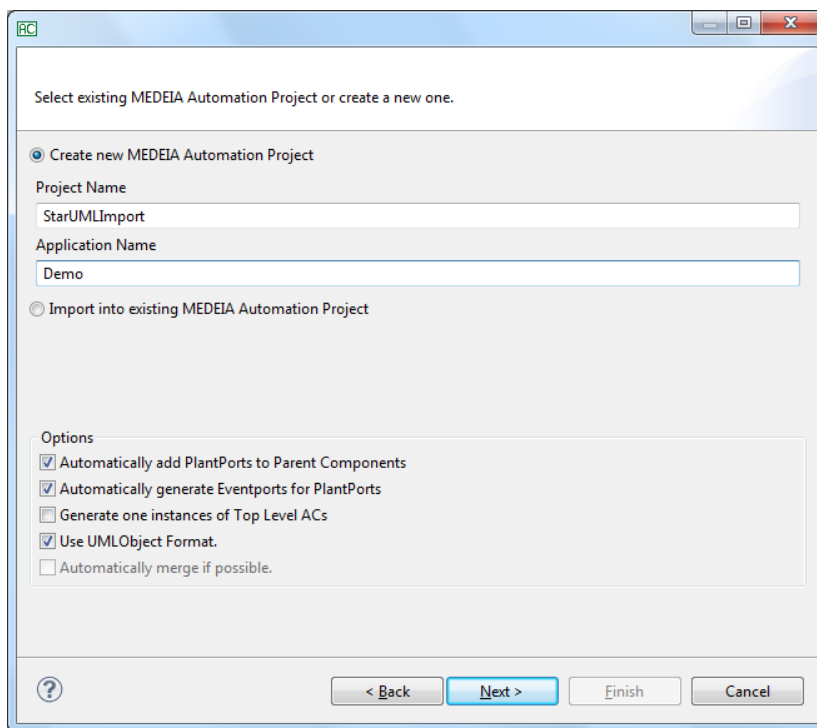 AC
Select existing MEDEIA Automation Project or create a new one.
Create new MEDEIA Automation Project
Project Name
StarUMLImport
Application Name
Demo
Import into existing MEDEIA Automation Project
Options
Automatically add PlantPorts to Parent Components
Automatically generate Eventports for PlantPorts
Generate one instances of Top Level ACs
Use UMLObject Format.
Automatically merge if possible.
? < Back Next > Finish Cancel